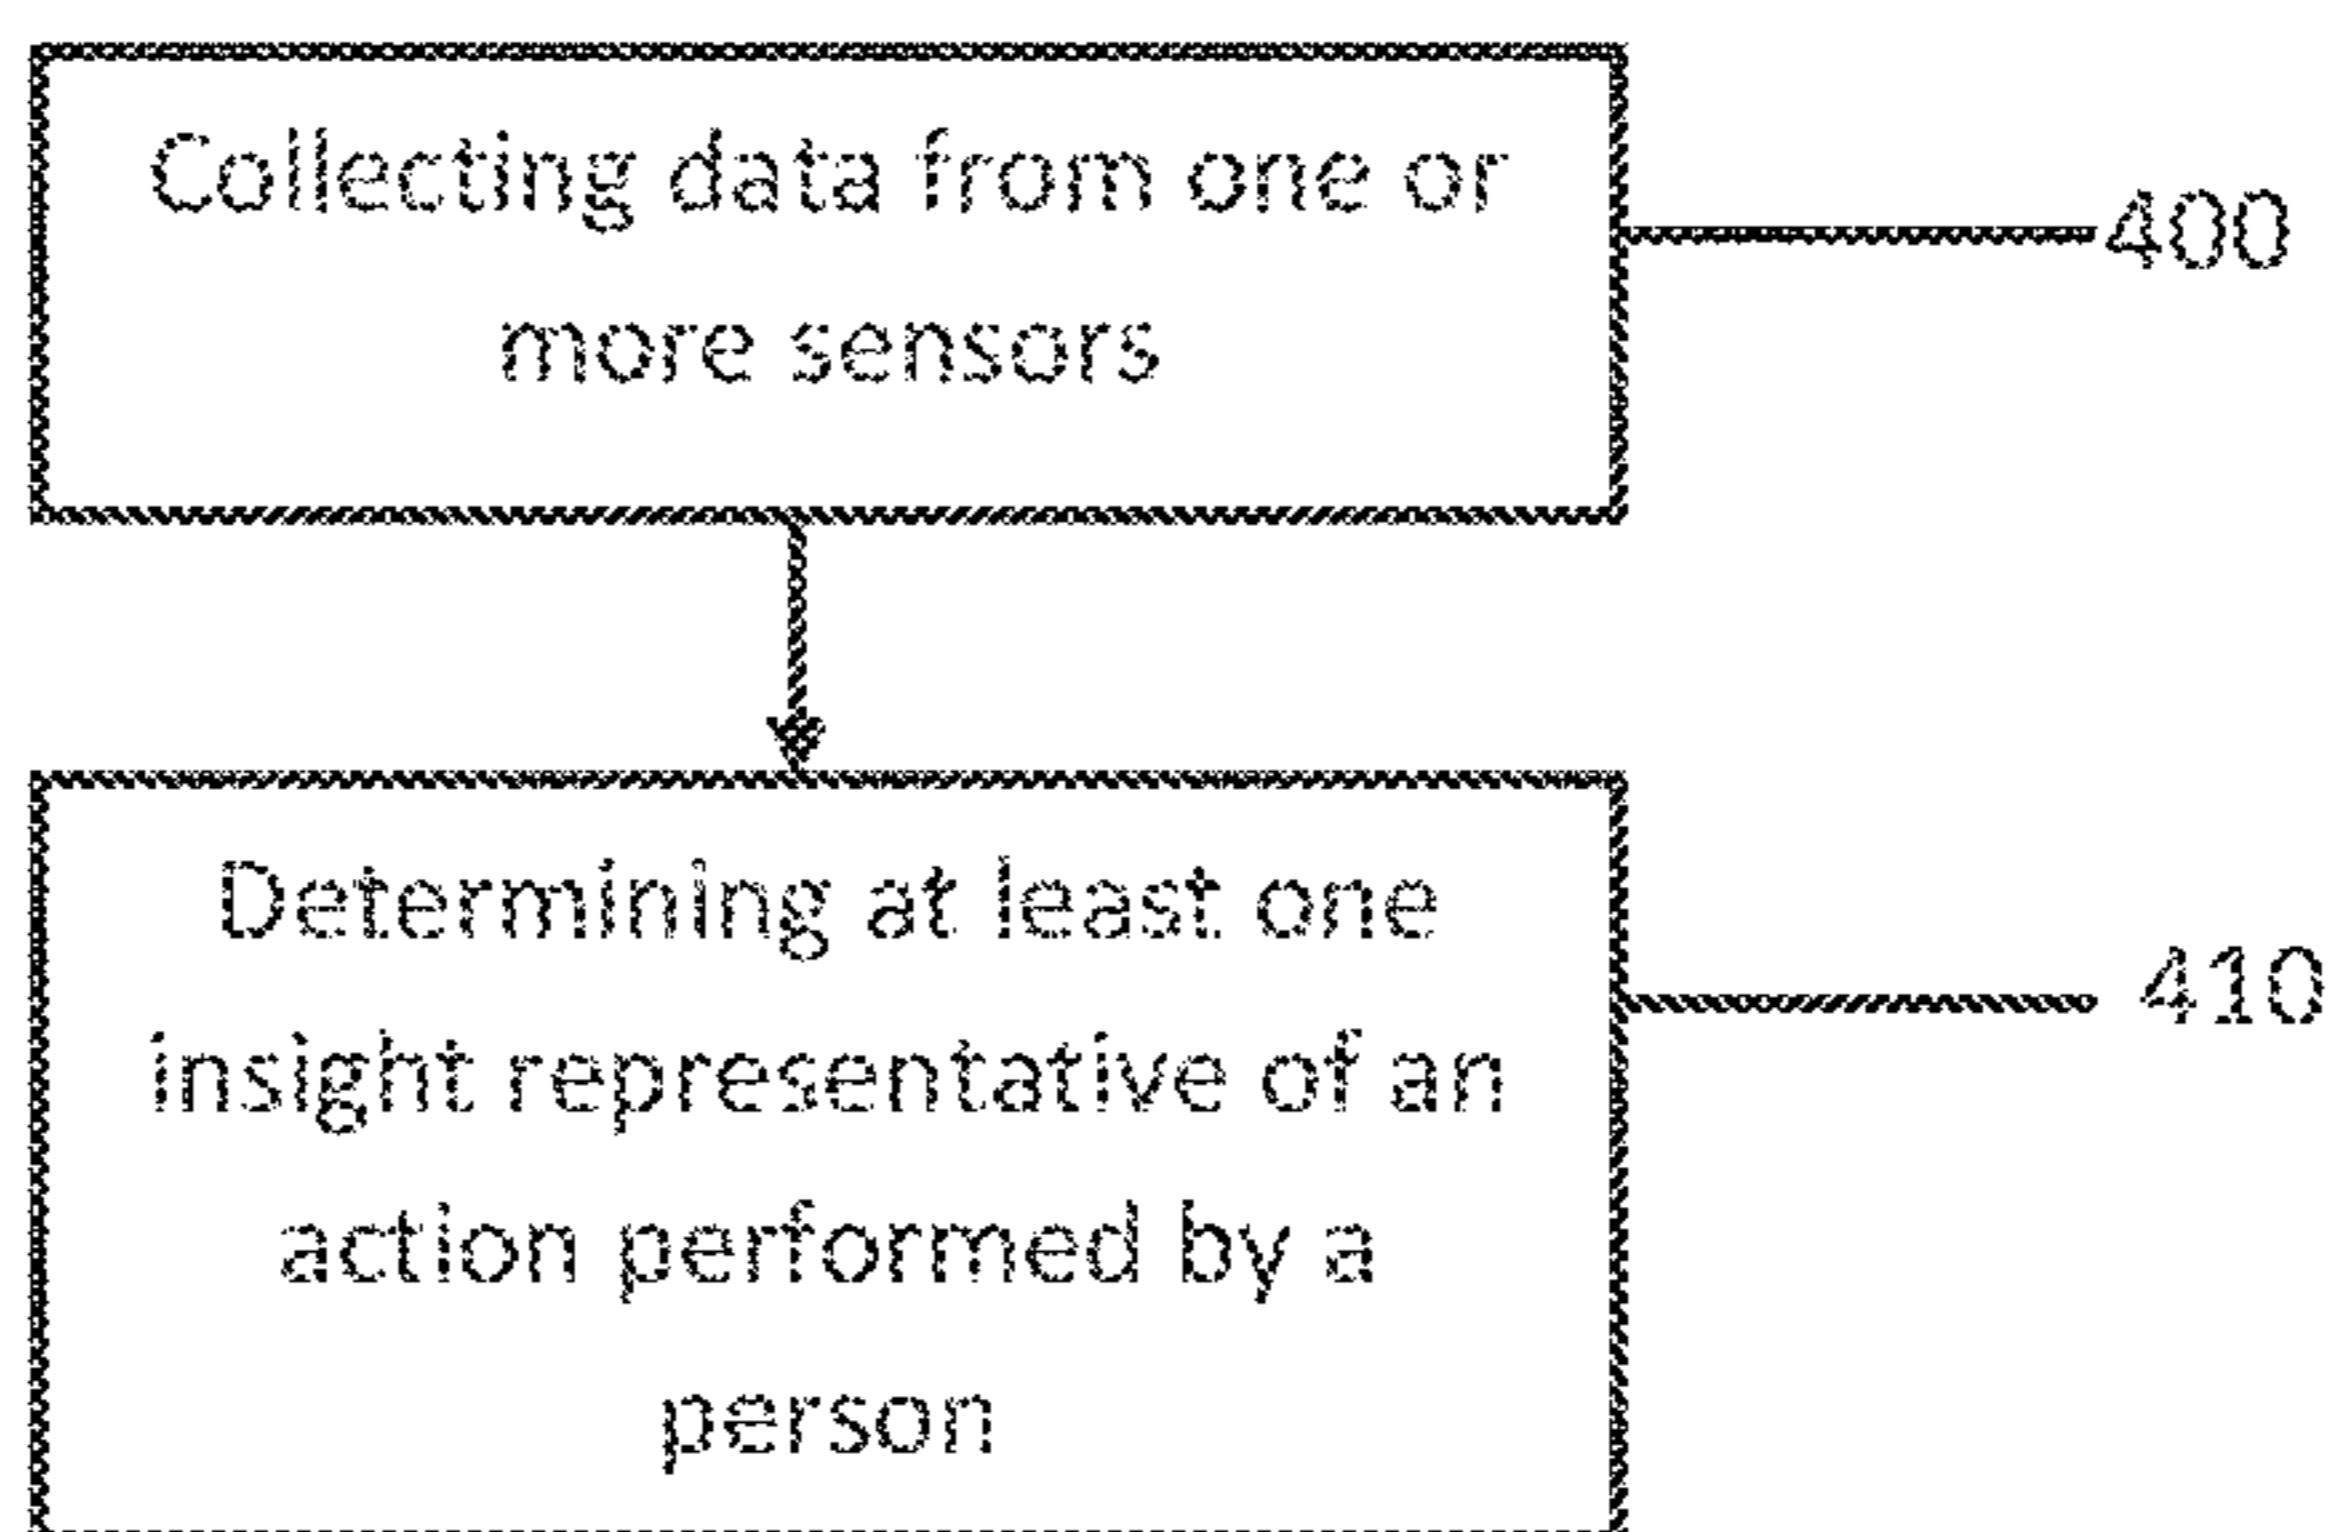 Collecting data from one or
more sensors
400
Determining at least one
insight representative of an
action performed by a
person
410